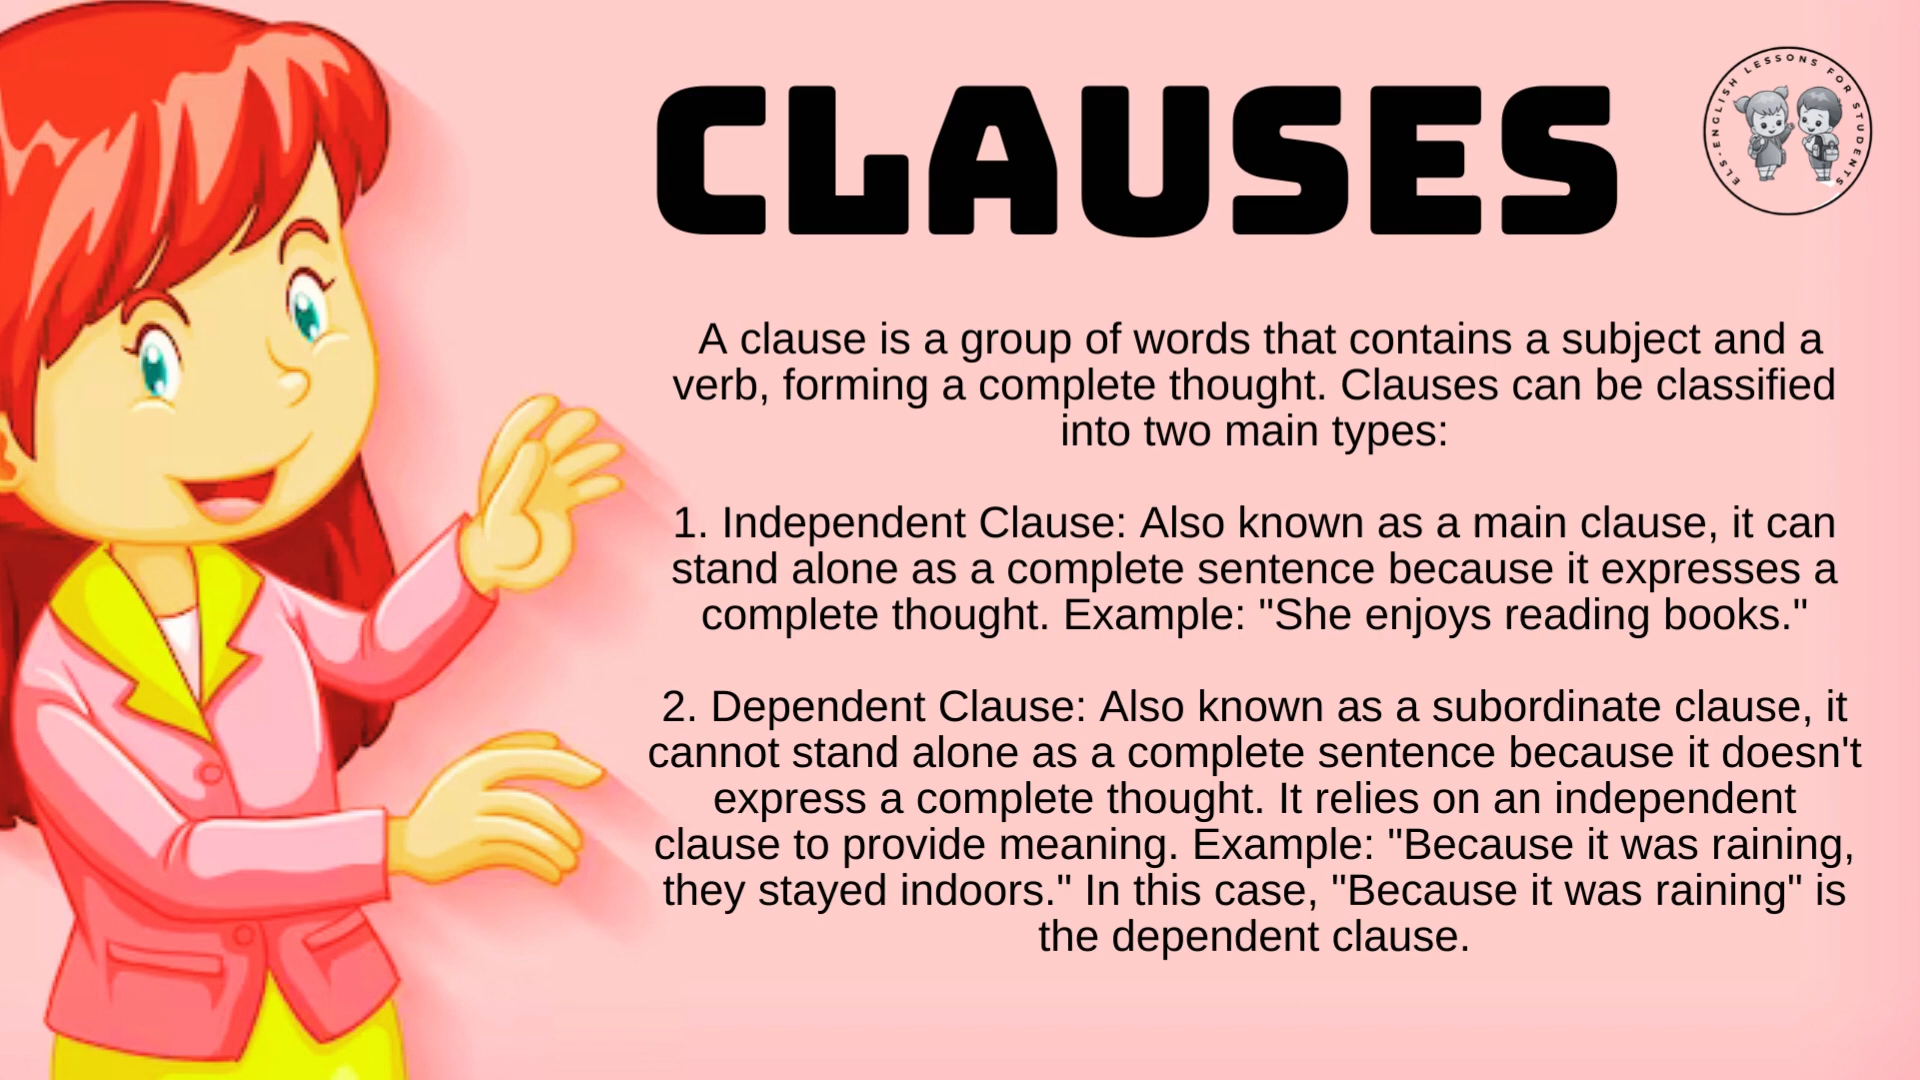 CLAUSES
ELS-ENGLISH LESSONS FOR STUDENTS
A clause is a group of words that contains a subject and a
verb, forming a complete thought. Clauses can be classified
into two main types:
1. Independent Clause: Also known as a main clause, it can
stand alone as a complete sentence because it expresses a
complete thought. Example: "She enjoys reading books."
2. Dependent Clause: Also known as a subordinate clause, it
cannot stand alone as a complete sentence because it doesn't
express a complete thought. It relies on an independent
clause to provide meaning. Example: "Because it was raining,
they stayed indoors." In this case, "Because it was raining" is
the dependent clause.